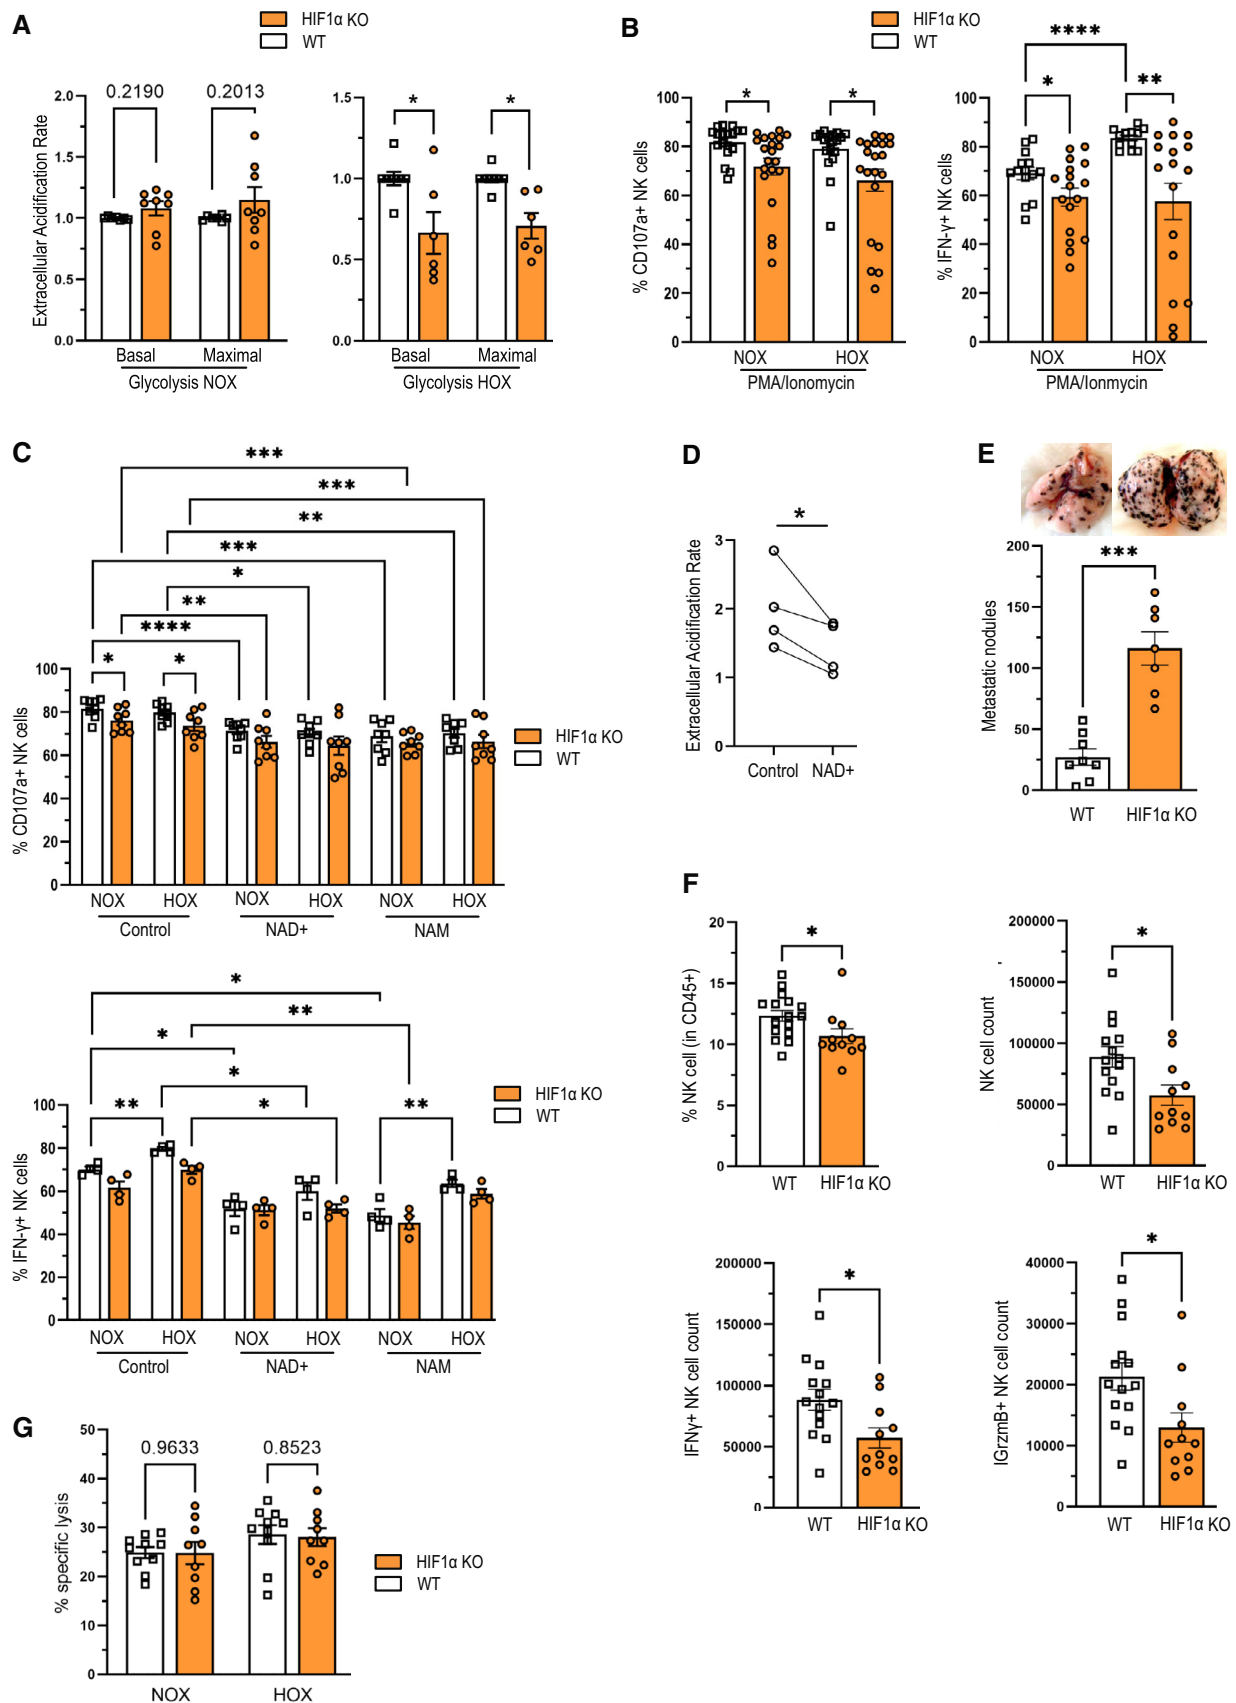 A
HIF1α KO
WT
Extracellular Acidification Rate
2.0
1.5
1.0
0.5
0.0
0.2190
0.2013
Basal
Maximal
Glycolysis NOX
1.5
1.0
0.5
0.0
*
*
Basal
Maximal
Glycolysis HOX
B
HIF1α KO
WT
% CD107a+ NK cells
100
80
60
40
20
0
*
*
NOX
HOX
PMA/Ionomycin
% IFN-γ+ NK cells
100
80
60
40
20
0
****
*
**
NOX
HOX
PMA/Ionmycin
C
***
***
**
***
*
**
****
*
*
% CD107a+ NK cells
100
80
60
40
20
0
NOX
HOX
NOX
HOX
NOX
HOX
Control
NAD+
NAM
HIF1α KO
WT
*
**
*
*
**
*
**
% IFN-γ+ NK cells
100
80
60
40
20
0
NOX
HOX
NOX
HOX
NOX
HOX
Control
NAD+
NAM
HIF1α KO
WT
D
Extracellular Acidification Rate
3
2
1
0
*
Control
NAD+
E
Metastatic nodules
200
150
100
50
0
***
WT
HIF1α KO
F
% NK cell (in CD45+)
20
15
10
5
0
*
WT
HIF1α KO
NK cell count
200000
150000
100000
50000
0
*
WT
HIF1α KO
IFNγ+ NK cell count
200000
150000
100000
50000
0
*
WT
HIF1α KO
IGrzmB+ NK cell count
40000
30000
20000
10000
0
*
WT
HIF1α KO
G
% specific lysis
50
40
30
20
10
0
0.9633
0.8523
NOX
HOX
HIF1α KO
WT